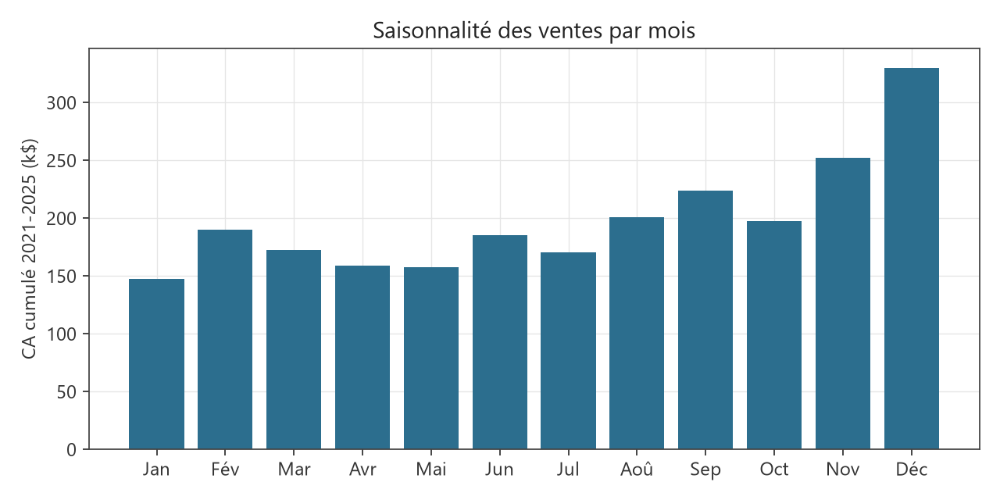 Saisonnalité des ventes par mois
CA cumulé 2021-2025 (k$)
300
250
200
150
100
50
0
Jan Fév Mar Avr Mai Jun Jul Aoû Sep Oct Nov Déc